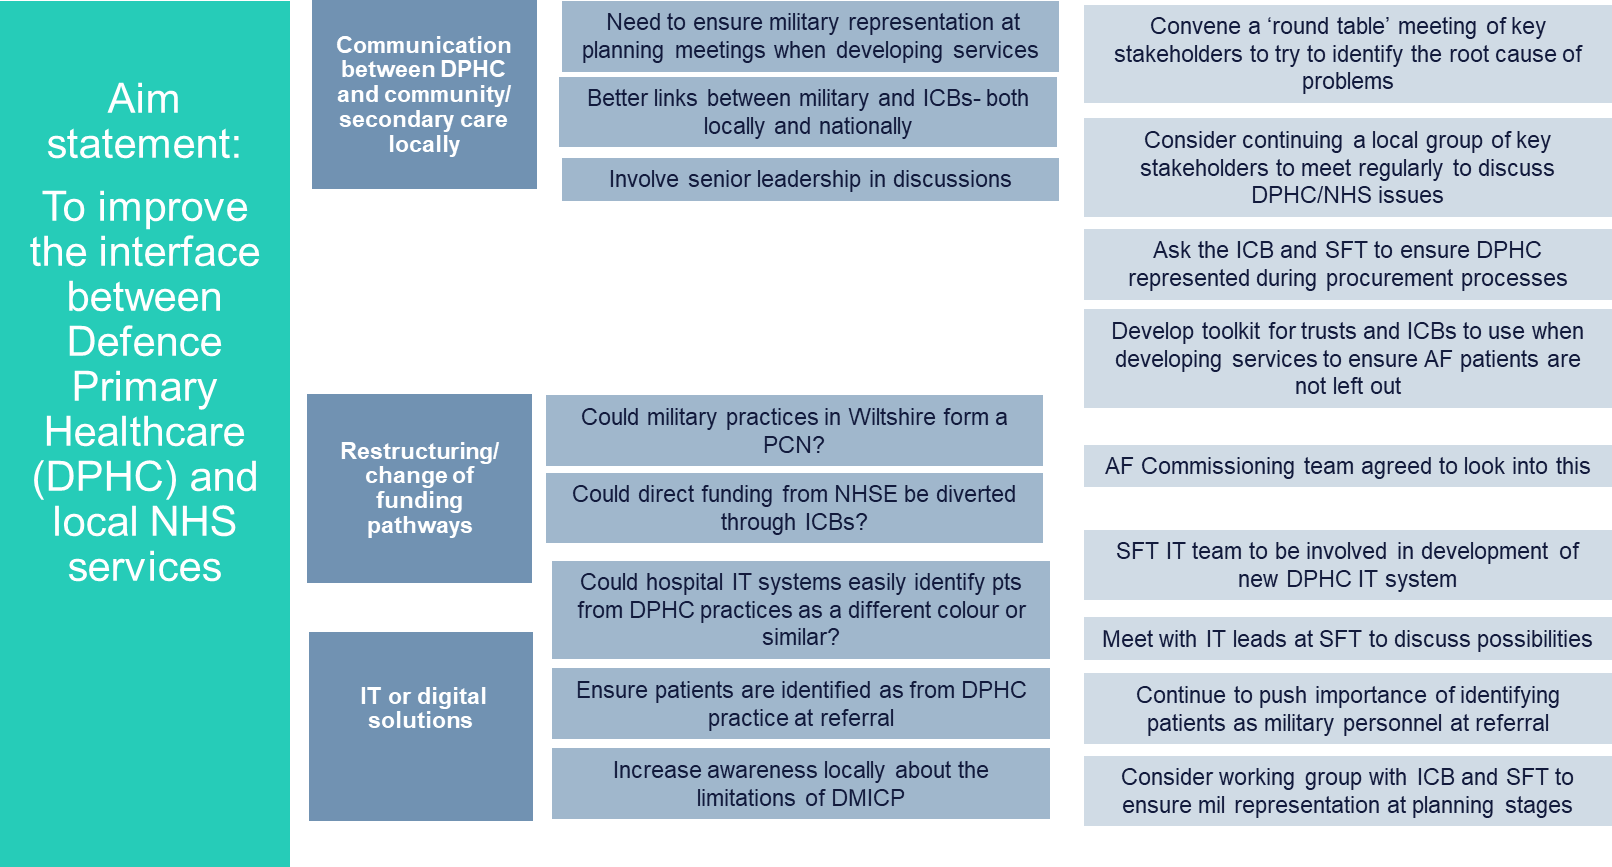 Aim
statement:
To improve
the interface
between
Defence
Primary
Healthcare
(DPHC) and
local NHS
services
Communication
between DPHC
and community/
secondary care
locally
Need to ensure military representation at
planning meetings when developing services
Better links between military and ICBs- both
locally and nationally
Involve senior leadership in discussions
Convene a ‘round table’ meeting of key
stakeholders to try to identify the root cause of
problems
Consider continuing a local group of key
stakeholders to meet regularly to discuss
DPHC/NHS issues
Ask the ICB and SFT to ensure DPHC
represented during procurement processes
Develop toolkit for trusts and ICBs to use when
developing services to ensure AF patients are
not left out
Restructuring/
change of
funding
pathways
Could military practices in Wiltshire form a
PCN?
Could direct funding from NHSE be diverted
through ICBs?
AF Commissioning team agreed to look into this
IT or digital
solutions
Could hospital IT systems easily identify pts
from DPHC practices as a different colour or
similar?
Ensure patients are identified as from DPHC
practice at referral
Increase awareness locally about the
limitations of DMICP
SFT IT team to be involved in development of
new DPHC IT system
Meet with IT leads at SFT to discuss possibilities
Continue to push importance of identifying
patients as military personnel at referral
Consider working group with ICB and SFT to
ensure mil representation at planning stages